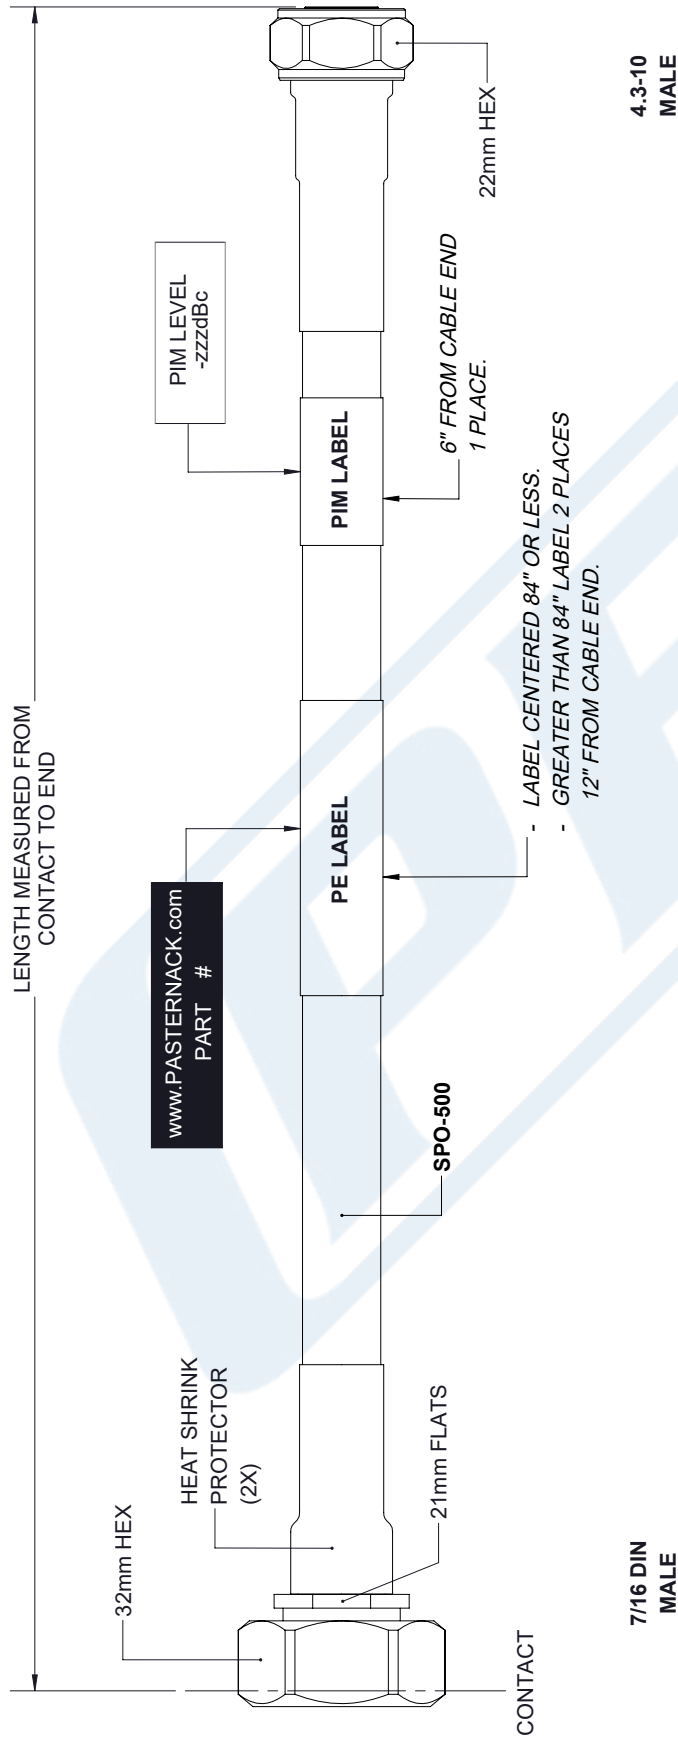 LENGTH MEASURED FROM
CONTACT TO END
32mm HEX
HEAT SHRINK
PROTECTOR
(2X)
www.PASTERNACK.com
PART #
PIM LEVEL
-zzzdBc
PE LABEL
PIM LABEL
CONTACT
21mm FLATS
SPO-500
- LABEL CENTERED 84" OR LESS.
- GREATER THAN 84" LABEL 2 PLACES
12" FROM CABLE END.
6" FROM CABLE END
1 PLACE.
22mm HEX
7/16 DIN
MALE
4.3-10
MALE